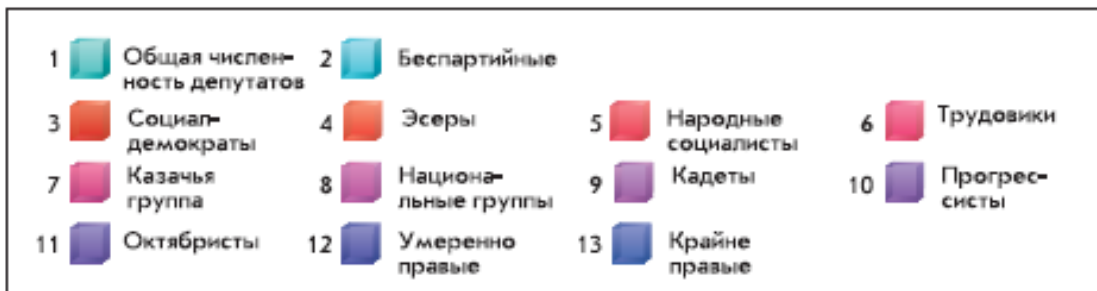 1 Общая числен-
ность депутатов
2 Беспартийные
3 Социал-
демократы
4 Эсеры
5 Народные
социалисты
6 Трудовики
7 Казачья
группа
8 Национа-
льные группы
9 Кадеты
10 Прогрес-
систы
11 Октябристы
12 Умеренно
правые
13 Крайне
правые